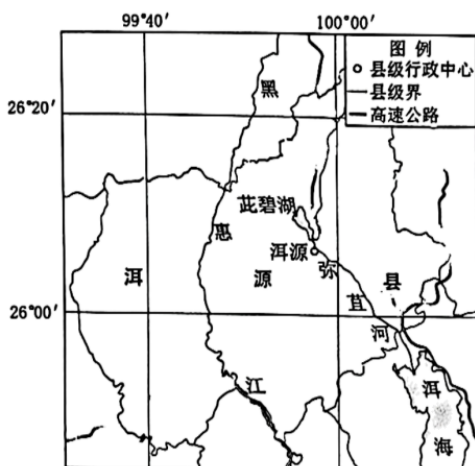 99°40′
100°00′
图 例
县级行政中心
县级界
高速公路
26°20′
黑
茈碧湖
惠
洱源
洱
源
弥
县
苴
26°00′
河
江
洱
海